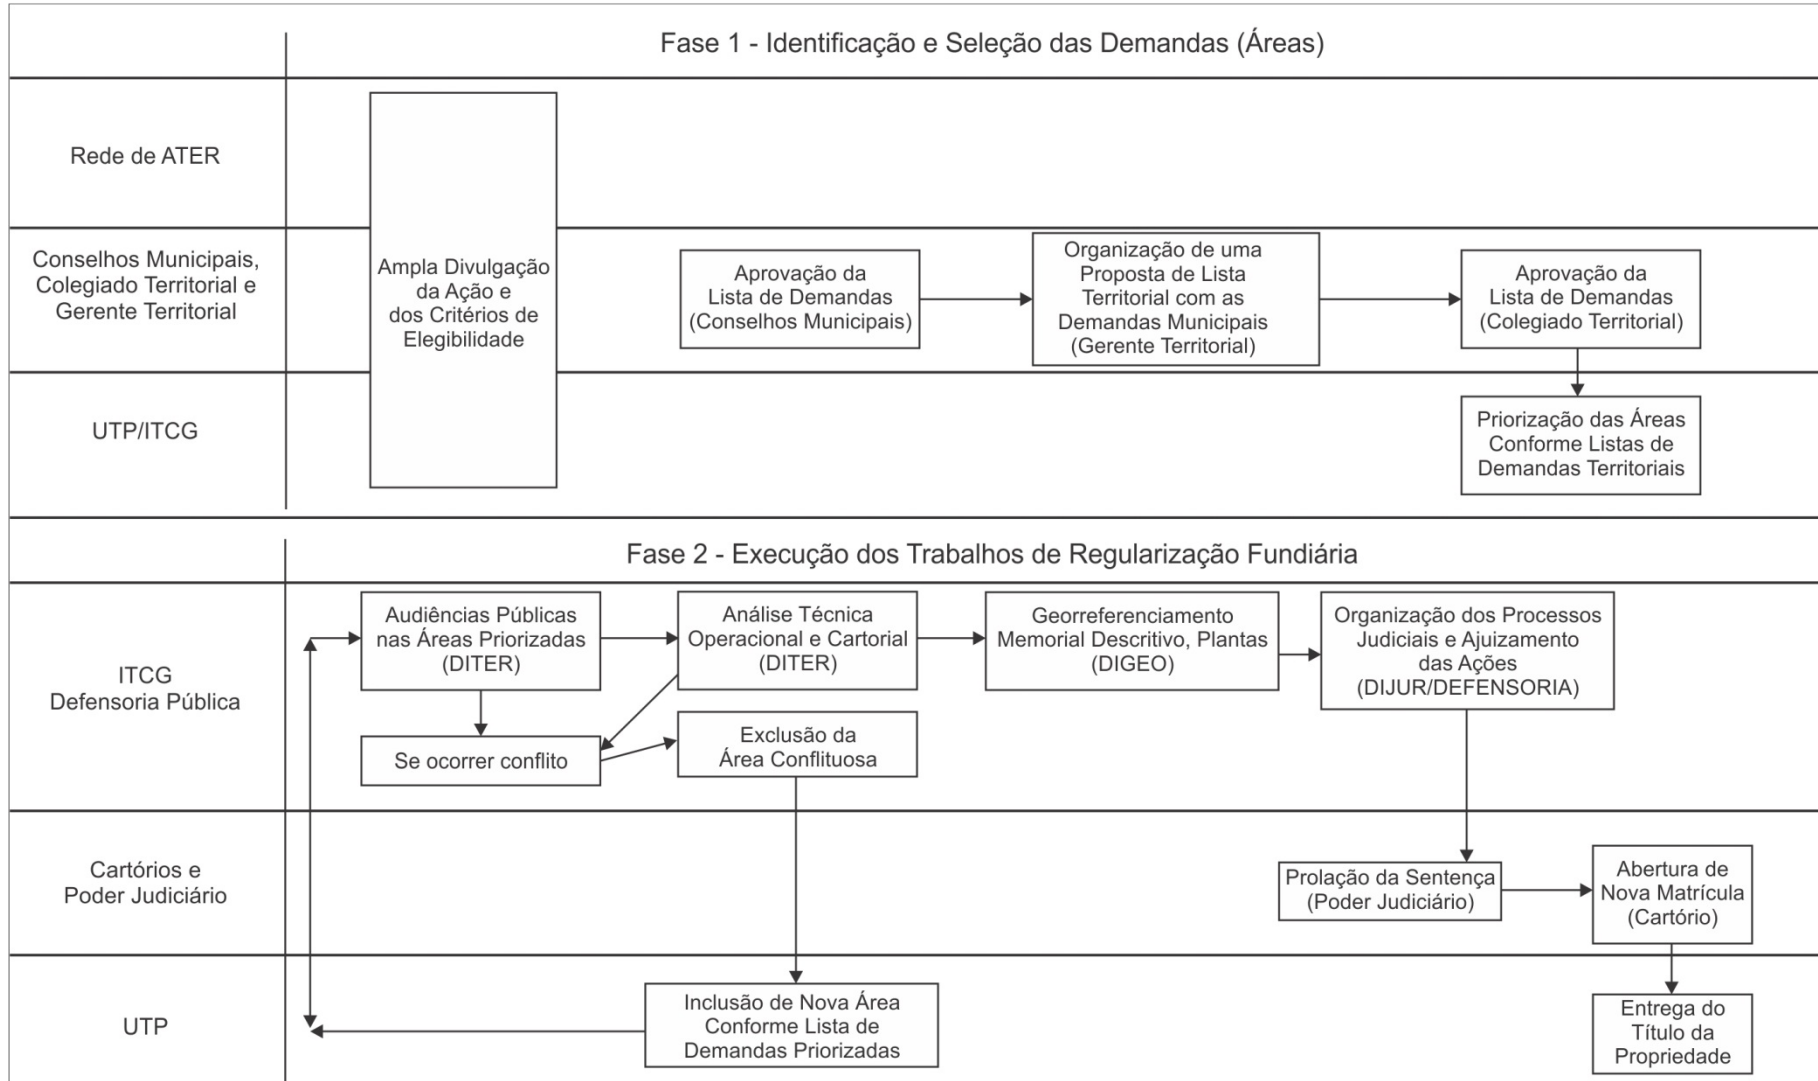 Fase 1 - Identificação e Seleção das Demandas (Áreas)
Rede de ATER
Conselhos Municipais,
Colegiado Territorial e
Gerente Territorial
UTP/ITCG
Ampla Divulgação
da Ação e
dos Critérios de
Elegibilidade
Aprovação da
Lista de Demandas
(Conselhos Municipais)
Organização de uma
Proposta de Lista
Territorial com as
Demandas Municipais
(Gerente Territorial)
Aprovação da
Lista de Demandas
(Colegiado Territorial)
Priorização das Áreas
Conforme Listas de
Demandas Territoriais
Fase 2 - Execução dos Trabalhos de Regularização Fundiária
ITCG
Defensoria Pública
Audiências Públicas
nas Áreas Priorizadas
(DITER)
Análise Técnica
Operacional e Cartorial
(DITER)
Georreferenciamento
Memorial Descritivo, Plantas
(DIGEO)
Organização dos Processos
Judiciais e Ajuizamento
das Ações
(DIJUR/DEFENSORIA)
Se ocorrer conflito
Exclusão da
Área Conflituosa
Cartórios e
Poder Judiciário
Prolação da Sentença
(Poder Judiciário)
Abertura de
Nova Matrícula
(Cartório)
UTP
Inclusão de Nova Área
Conforme Lista de
Demandas Priorizadas
Entrega do
Título da
Propriedade